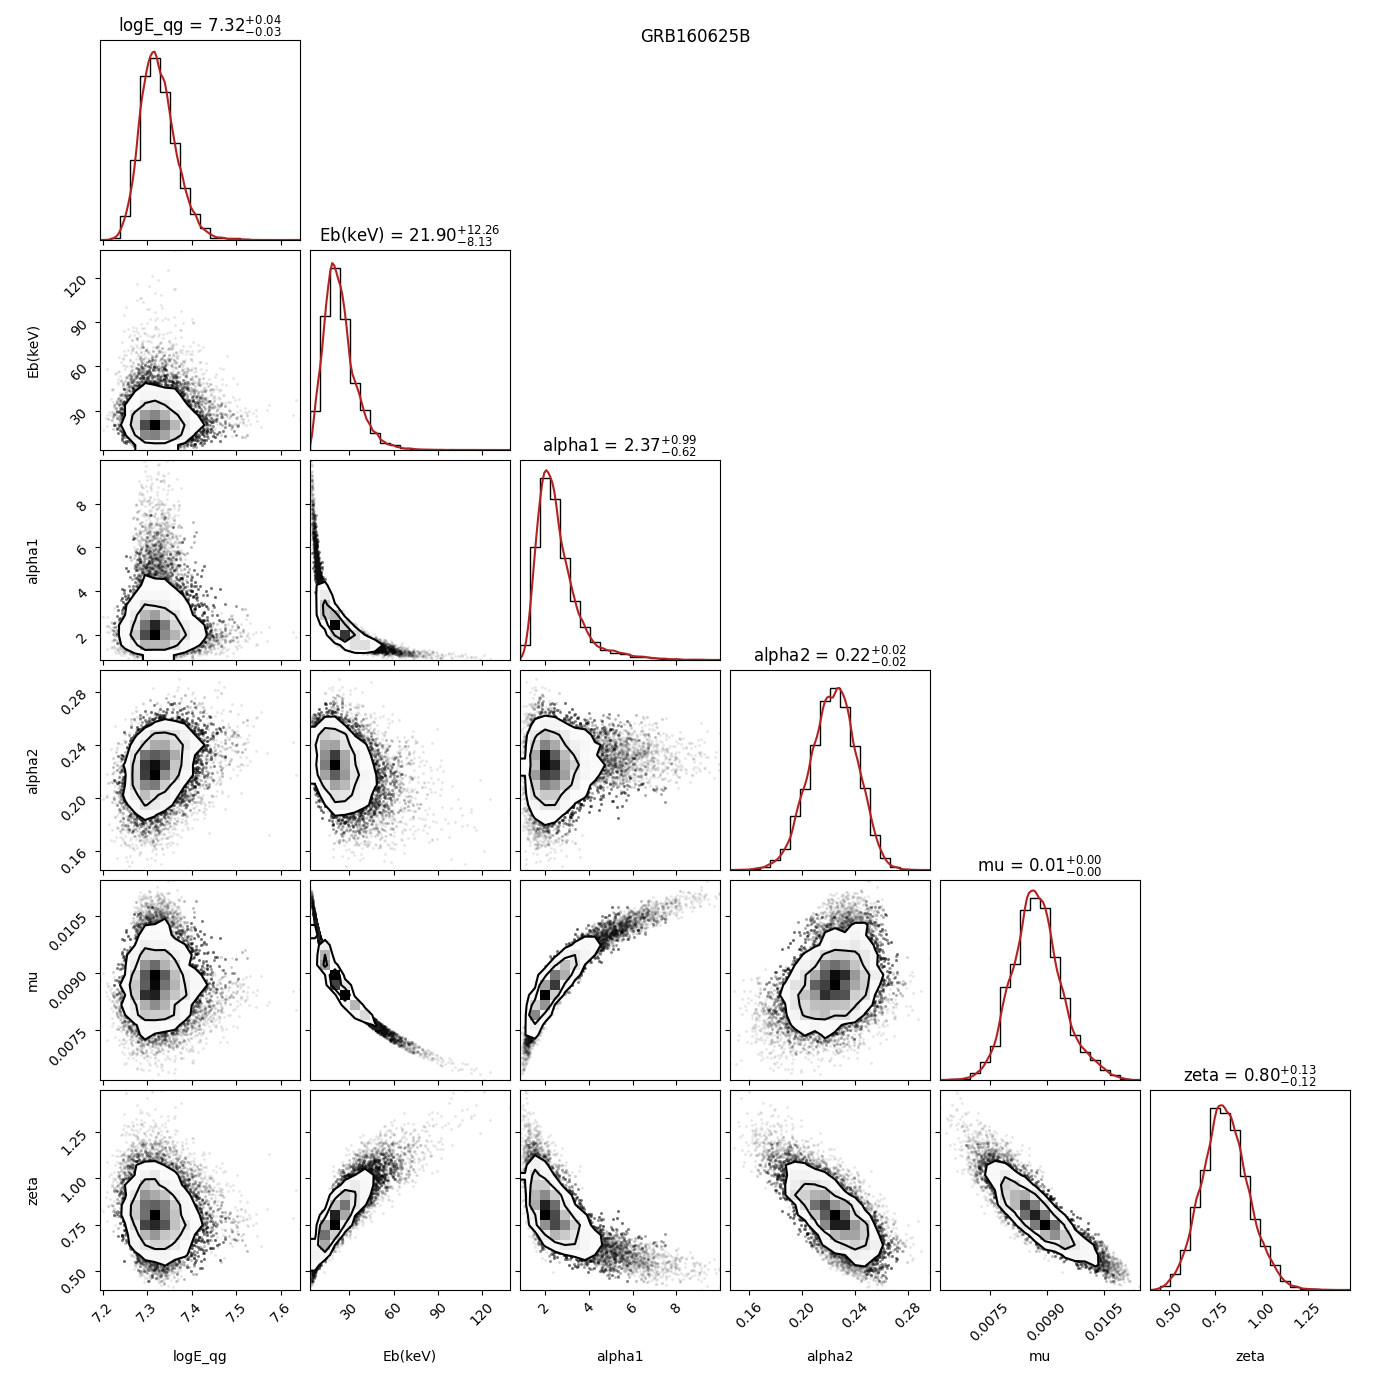 GRB160625B
logE_qg = 7.32+0.04−0.03
Eb(keV) = 21.90+12.26−8.13
120
90
60
30
Eb(keV)
alpha1 = 2.37+0.99−0.62
8
6
4
2
alpha1
alpha2 = 0.22+0.02−0.02
0.28
0.24
0.20
0.16
alpha2
mu = 0.01+0.00−0.00
0.0105
0.0090
0.0075
mu
zeta = 0.80+0.13−0.12
1.25
1.00
0.75
0.50
zeta
7.2 7.3 7.4 7.5 7.6 30 60 90 120 2 4 6 8 0.16 0.20 0.24 0.28 0.0075 0.0090 0.0105 0.50 0.75 1.00 1.25
logE_qg Eb(keV) alpha1 alpha2 mu zeta